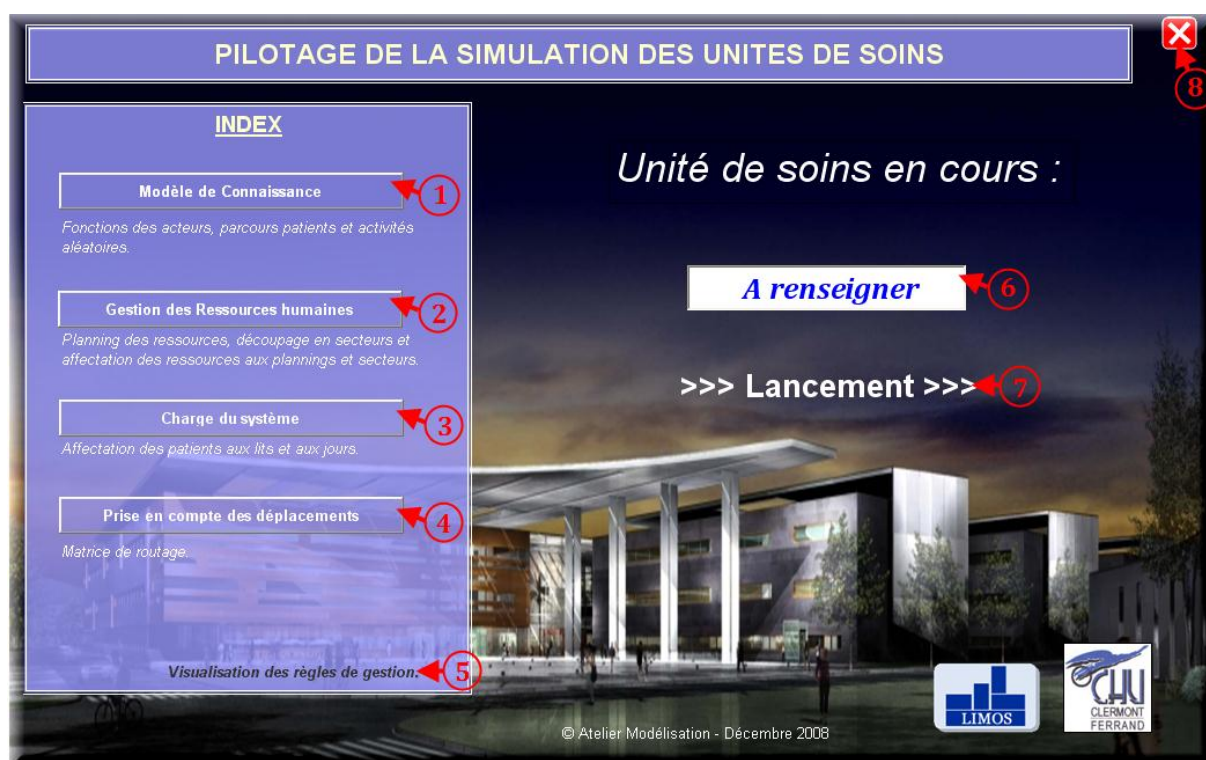 PILOTAGE DE LA SIMULATION DES UNITES DE SOINS
8
INDEX
Modèle de Connaissance
1
Fonctions des acteurs, parcours patients et activités
aléatoires.
Gestion des Ressources humaines
2
Planning des ressources, découpage en secteurs et
affectation des ressources aux plannings et secteurs.
Charge du système
3
Affectation des patients aux lits et aux jours.
Prise en compte des déplacements
4
Matrice de routage.
Visualisation des règles de gestion.
5
Unité de soins en cours :
A renseigner
6
>>> Lancement >>>
7
LIMOS
CHU
CLERMONT
FERRAND
© Atelier Modélisation - Décembre 2008